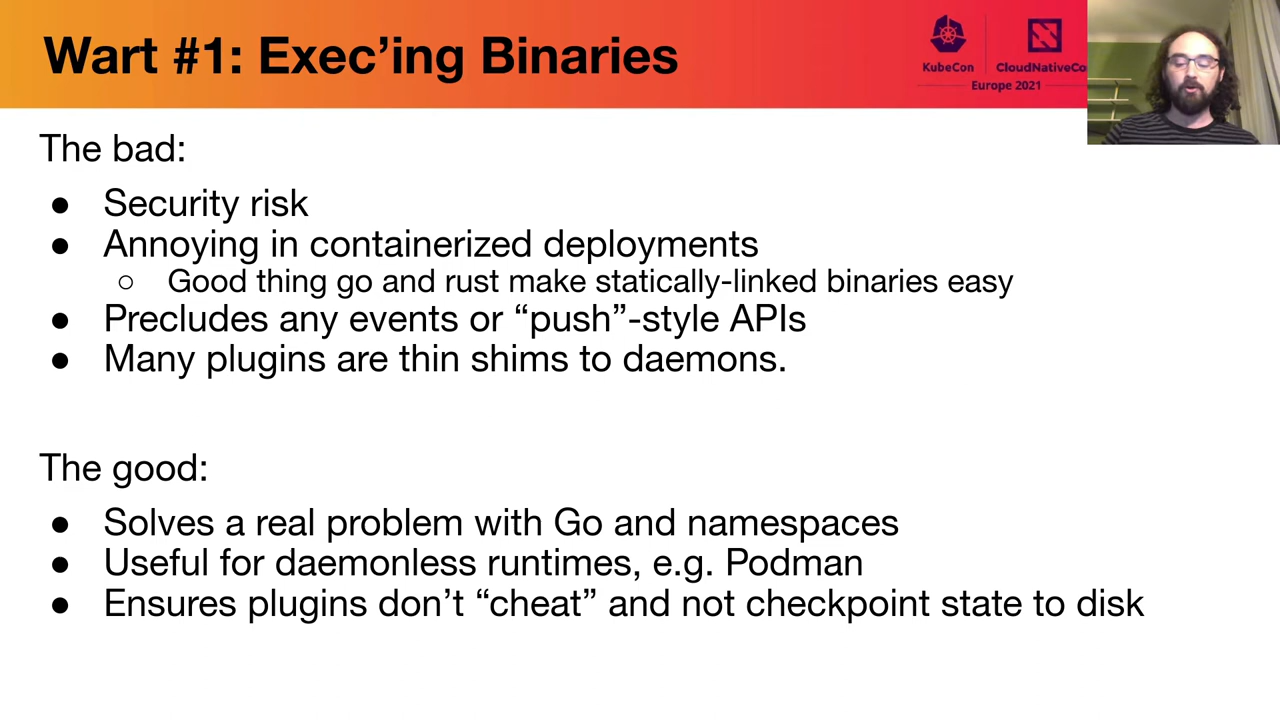 Wart #1: Exec’ing Binaries
KubeCon
CloudNativeCo
Europe 2021
The bad:
● Security risk
● Annoying in containerized deployments
○ Good thing go and rust make statically-linked binaries easy
● Precludes any events or “push”-style APIs
● Many plugins are thin shims to daemons.
The good:
● Solves a real problem with Go and namespaces
● Useful for daemonless runtimes, e.g. Podman
● Ensures plugins don’t “cheat” and not checkpoint state to disk